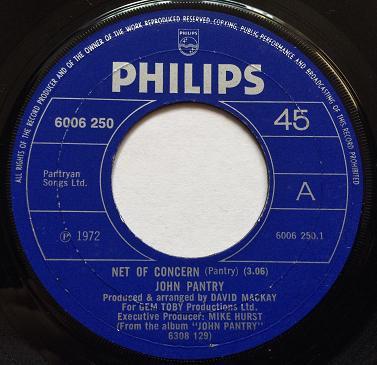 ALL RIGHTS OF THE RECORD PRODUCER AND OF THE OWNER OF THE WORK REPRODUCED RESERVED. COPYING, PUBLIC PERFORMANCE AND BROADCASTING OF THIS RECORD PROHIBITED
PHILIPS
PHILIPS
6006 250
45
Partryan
Songs Ltd.
A
℗ 1972
6006 250.1
NET OF CONCERN (Pantry) (3.06)
JOHN PANTRY
Produced & arranged by DAVID MACKAY
For GEM TOBY Productions Ltd.
Executive Producer: MIKE HURST
(From the album "JOHN PANTRY"
6308 129)